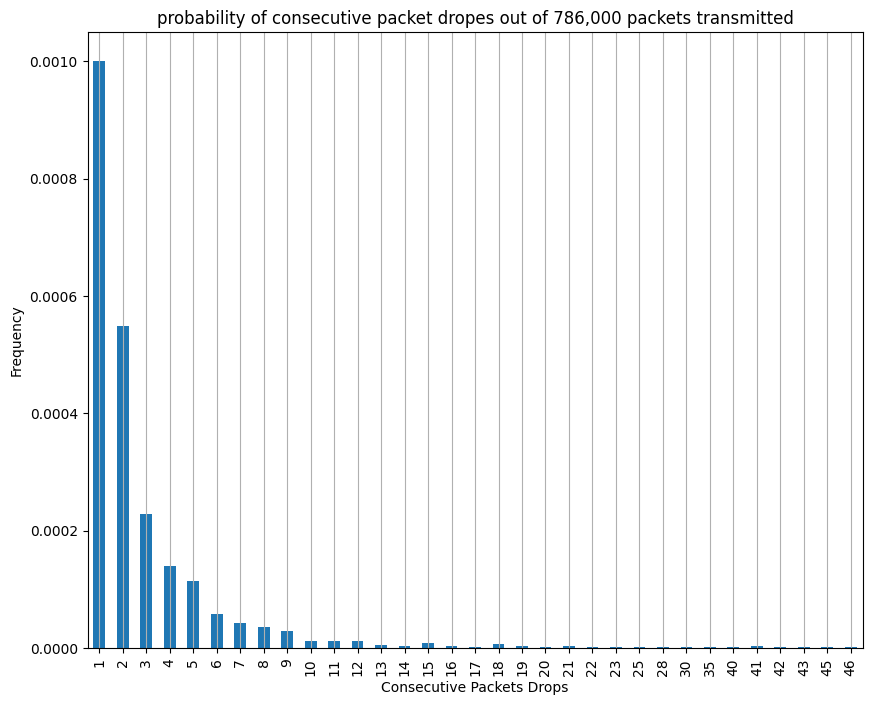 probability of consecutive packet dropes out of 786,000 packets transmitted
0.0010
0.0008
0.0006
0.0004
0.0002
0.0000
Frequency
1 2 3 4 5 6 7 8 9 10 11 12 13 14 15 16 17 18 19 20 21 22 23 25 28 30 35 40 41 42 43 45 46
Consecutive Packets Drops